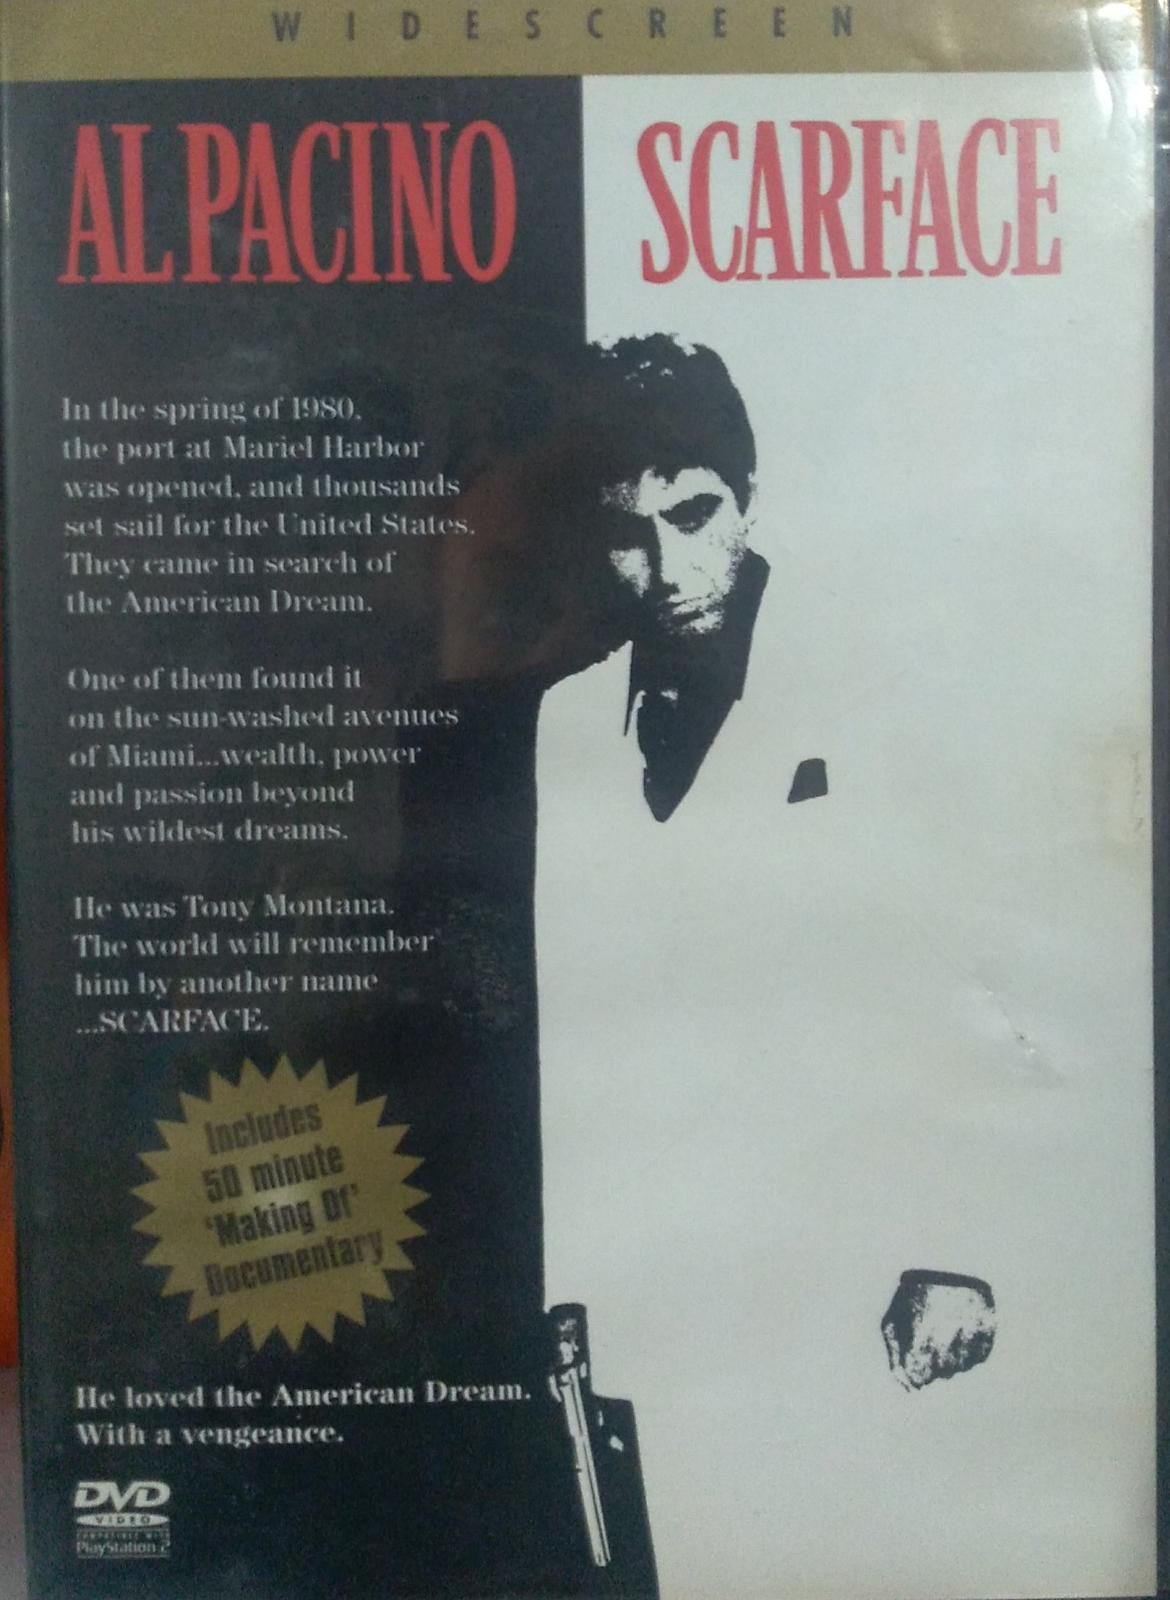 WIDESCREEN
AL PACINO
SCARFACE
In the spring of 1980,
the port at Mariel Harbor
was opened, and thousands
set sail for the United States.
They came in search of
the American Dream.
One of them found it
on the sun-washed avenues
of Miami...wealth, power
and passion beyond
his wildest dreams.
He was Tony Montana.
The world will remember
him by another name
...SCARFACE.
Includes
50 minute
'Making Of'
Documentary
He loved the American Dream.
With a vengeance.
DVD
VIDEO
COMPATIBLE WITH
PlayStation 2